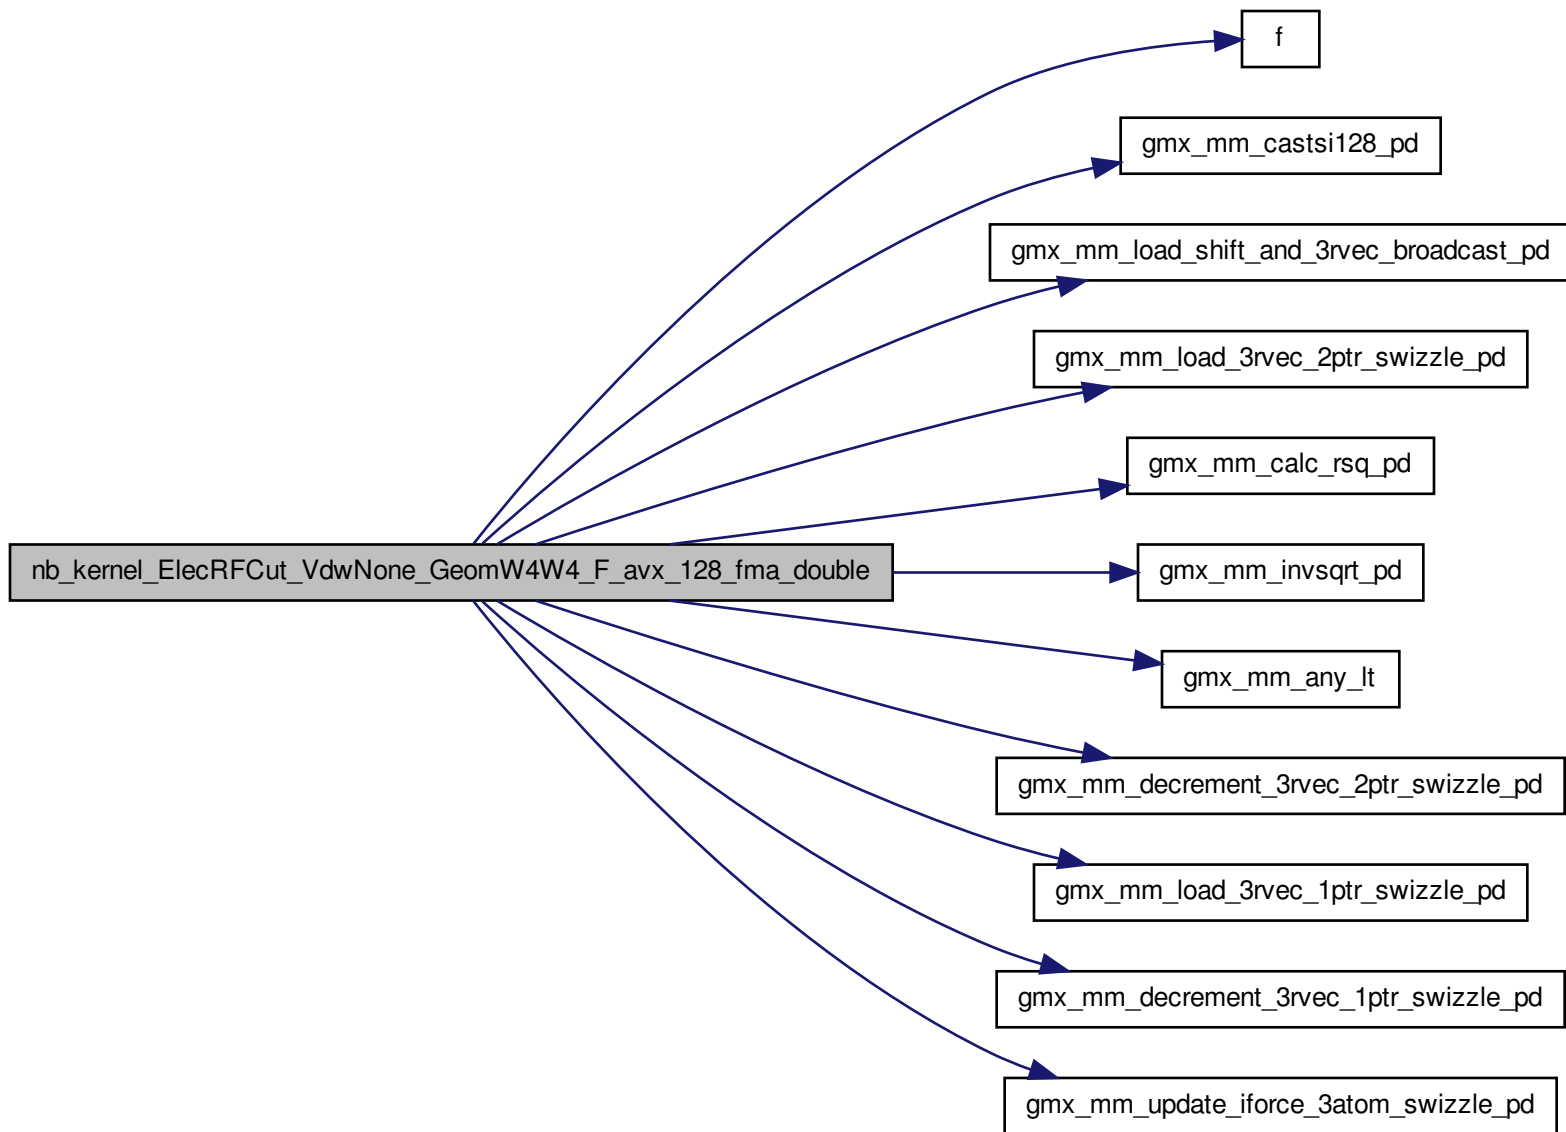 f
gmx_mm_castsi128_pd
gmx_mm_load_shift_and_3rvec_broadcast_pd
gmx_mm_load_3rvec_2ptr_swizzle_pd
gmx_mm_calc_rsq_pd
nb_kernel_ElecRFCut_VdwNone_GeomW4W4_F_avx_128_fma_double
gmx_mm_invsqrt_pd
gmx_mm_any_lt
gmx_mm_decrement_3rvec_2ptr_swizzle_pd
gmx_mm_load_3rvec_1ptr_swizzle_pd
gmx_mm_decrement_3rvec_1ptr_swizzle_pd
gmx_mm_update_iforce_3atom_swizzle_pd